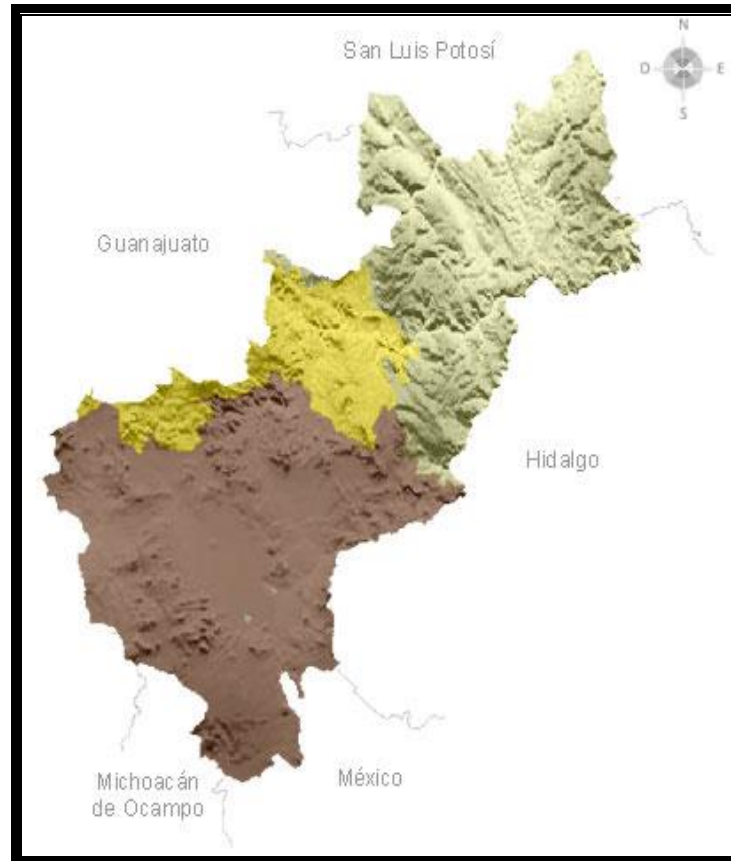 San Luis Potosí
N
O
E
S
Guanajuato
Hidalgo
Michoacán
de Ocampo
México